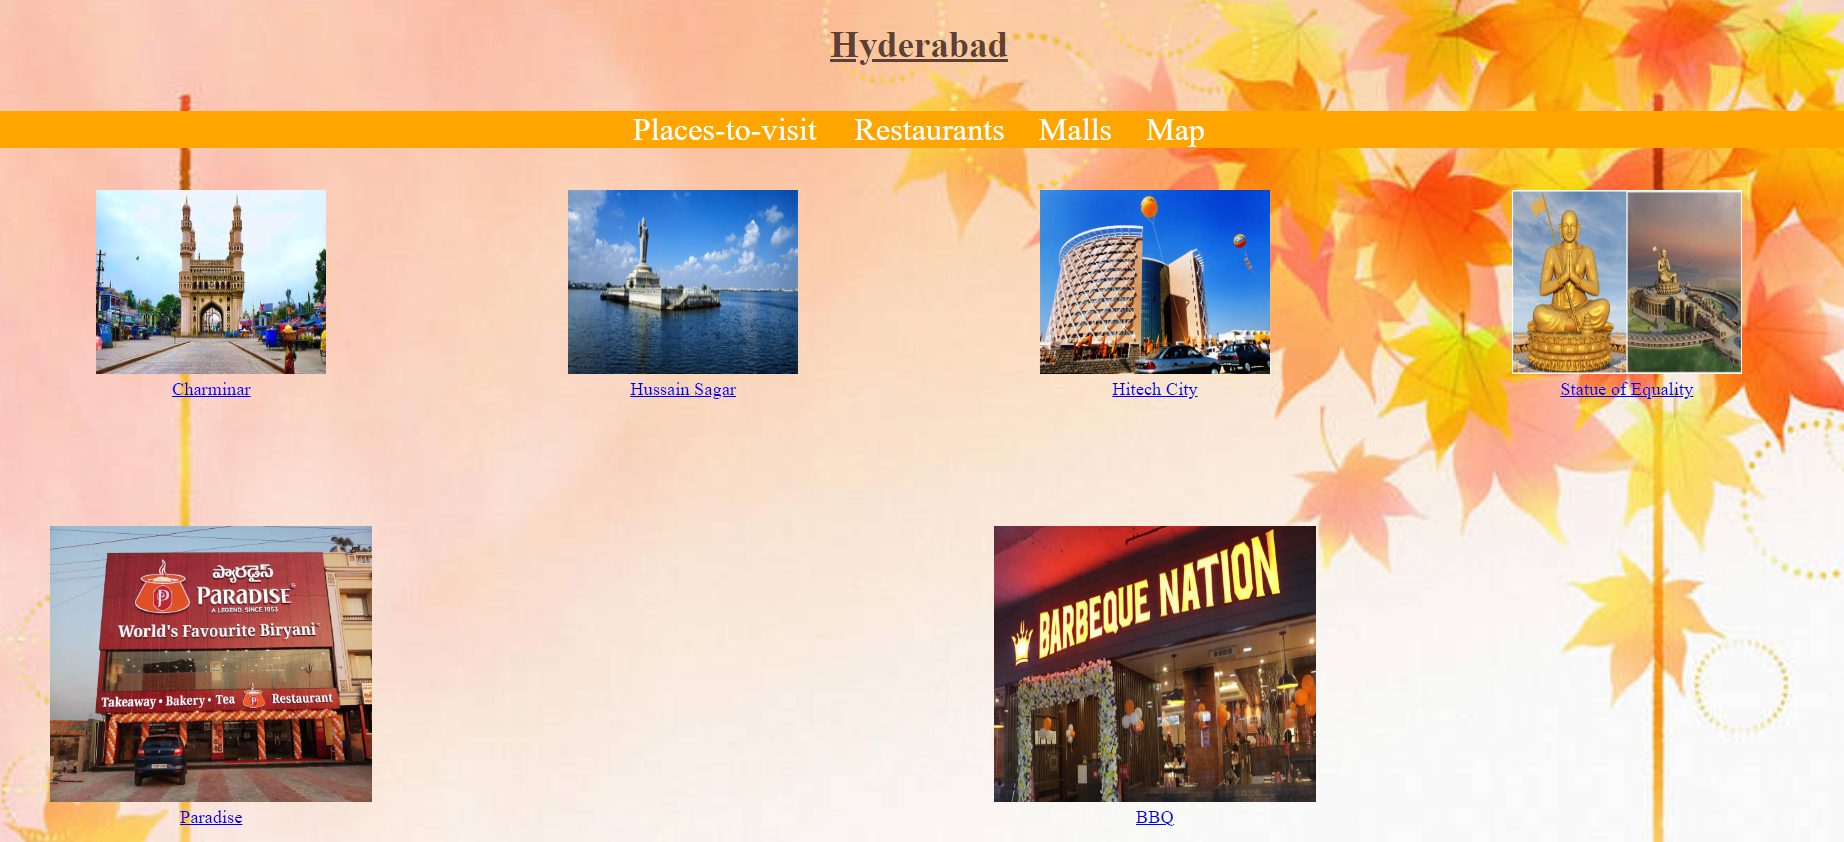 Hyderabad
Places-to-visit Restaurants Malls Map
Charminar
Hussain Sagar
Hitech City
Statue of Equality
ప్యారడైస్
PARADISE
A LEGEND, SINCE 1953
World's Favourite Biryani
Takeaway • Bakery • Tea P Restaurant
BARBEQUE NATION
Paradise
BBQ